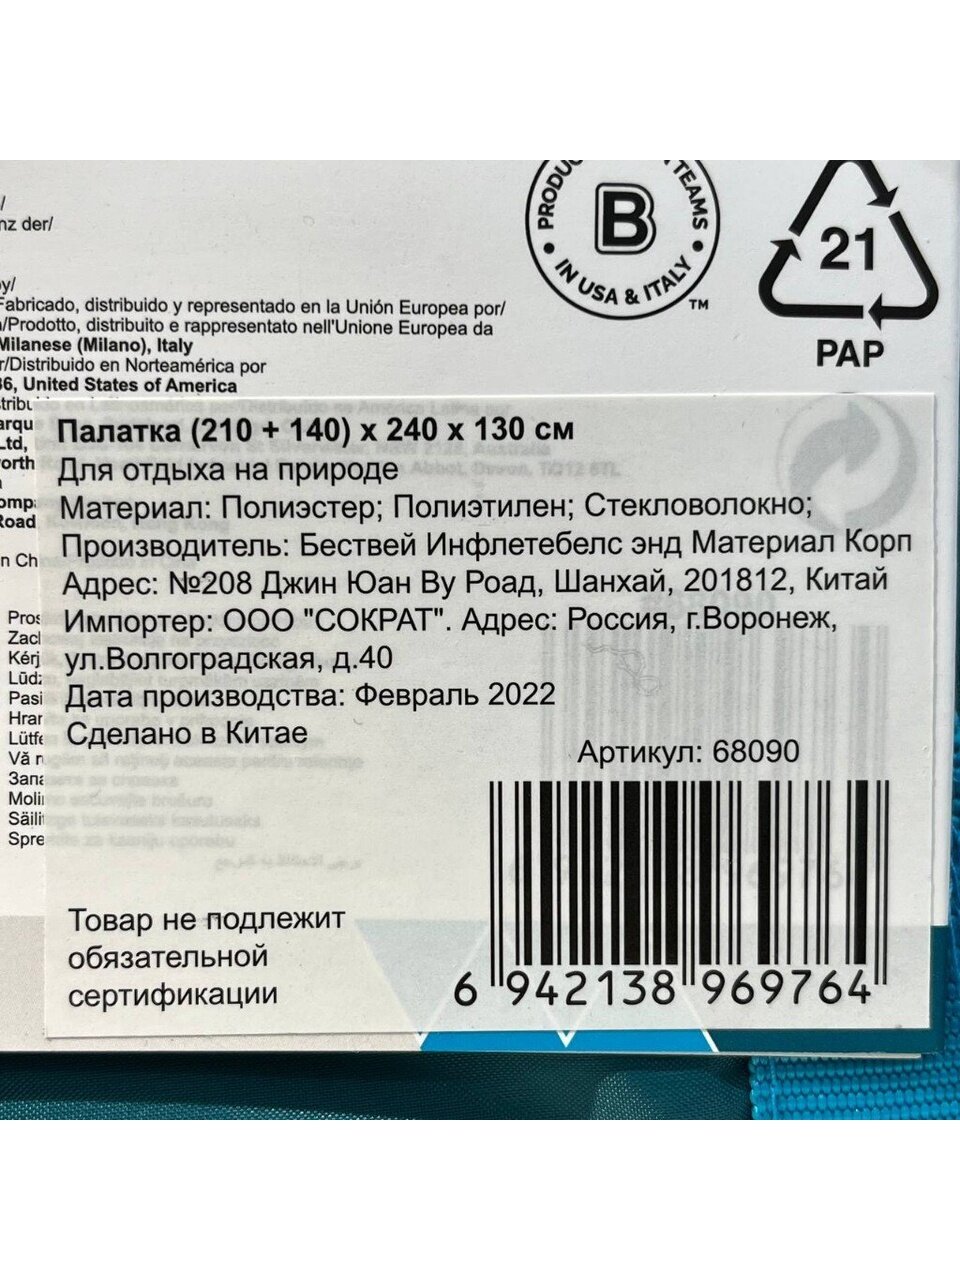 nz der/
Fabricado, distribuido y representado en la Unión Europea por/
/Prodotto, distribuito e rappresentato nell'Unione Europea da
Milanese (Milano), Italy
r/Distribuido en Norteamérica por
36, United States of America
PRODUC TEAMS
B
IN USA & ITALY
TM
21
PAP
Палатка (210 + 140) x 240 x 130 см
Для отдыха на природе
Материал: Полиэстер; Полиэтилен; Стекловолокно;
Производитель: Бествей Инфлетебелс энд Материал Корп
Адрес: №208 Джин Юан Ву Роад, Шанхай, 201812, Китай
Импортер: ООО "СОКРАТ". Адрес: Россия, г.Воронеж,
ул.Волгоградская, д.40
Дата производства: Февраль 2022
Сделано в Китае
Артикул: 68090
Товар не подлежит
обязательной
сертификации
6 942138 969764